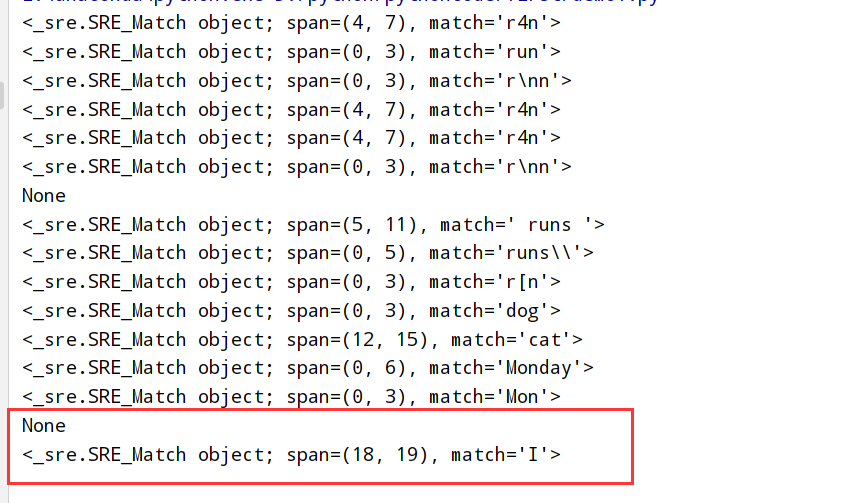 <_sre.SRE_Match object; span=(4, 7), match='r4n'>
<_sre.SRE_Match object; span=(0, 3), match='run'>
<_sre.SRE_Match object; span=(0, 3), match='r\nn'>
<_sre.SRE_Match object; span=(4, 7), match='r4n'>
<_sre.SRE_Match object; span=(4, 7), match='r4n'>
<_sre.SRE_Match object; span=(0, 3), match='r\nn'>
None
<_sre.SRE_Match object; span=(5, 11), match=' runs '>
<_sre.SRE_Match object; span=(0, 5), match='runs\\'>
<_sre.SRE_Match object; span=(0, 3), match='r[n'>
<_sre.SRE_Match object; span=(0, 3), match='dog'>
<_sre.SRE_Match object; span=(12, 15), match='cat'>
<_sre.SRE_Match object; span=(0, 6), match='Monday'>
<_sre.SRE_Match object; span=(0, 3), match='Mon'>
None
<_sre.SRE_Match object; span=(18, 19), match='I'>